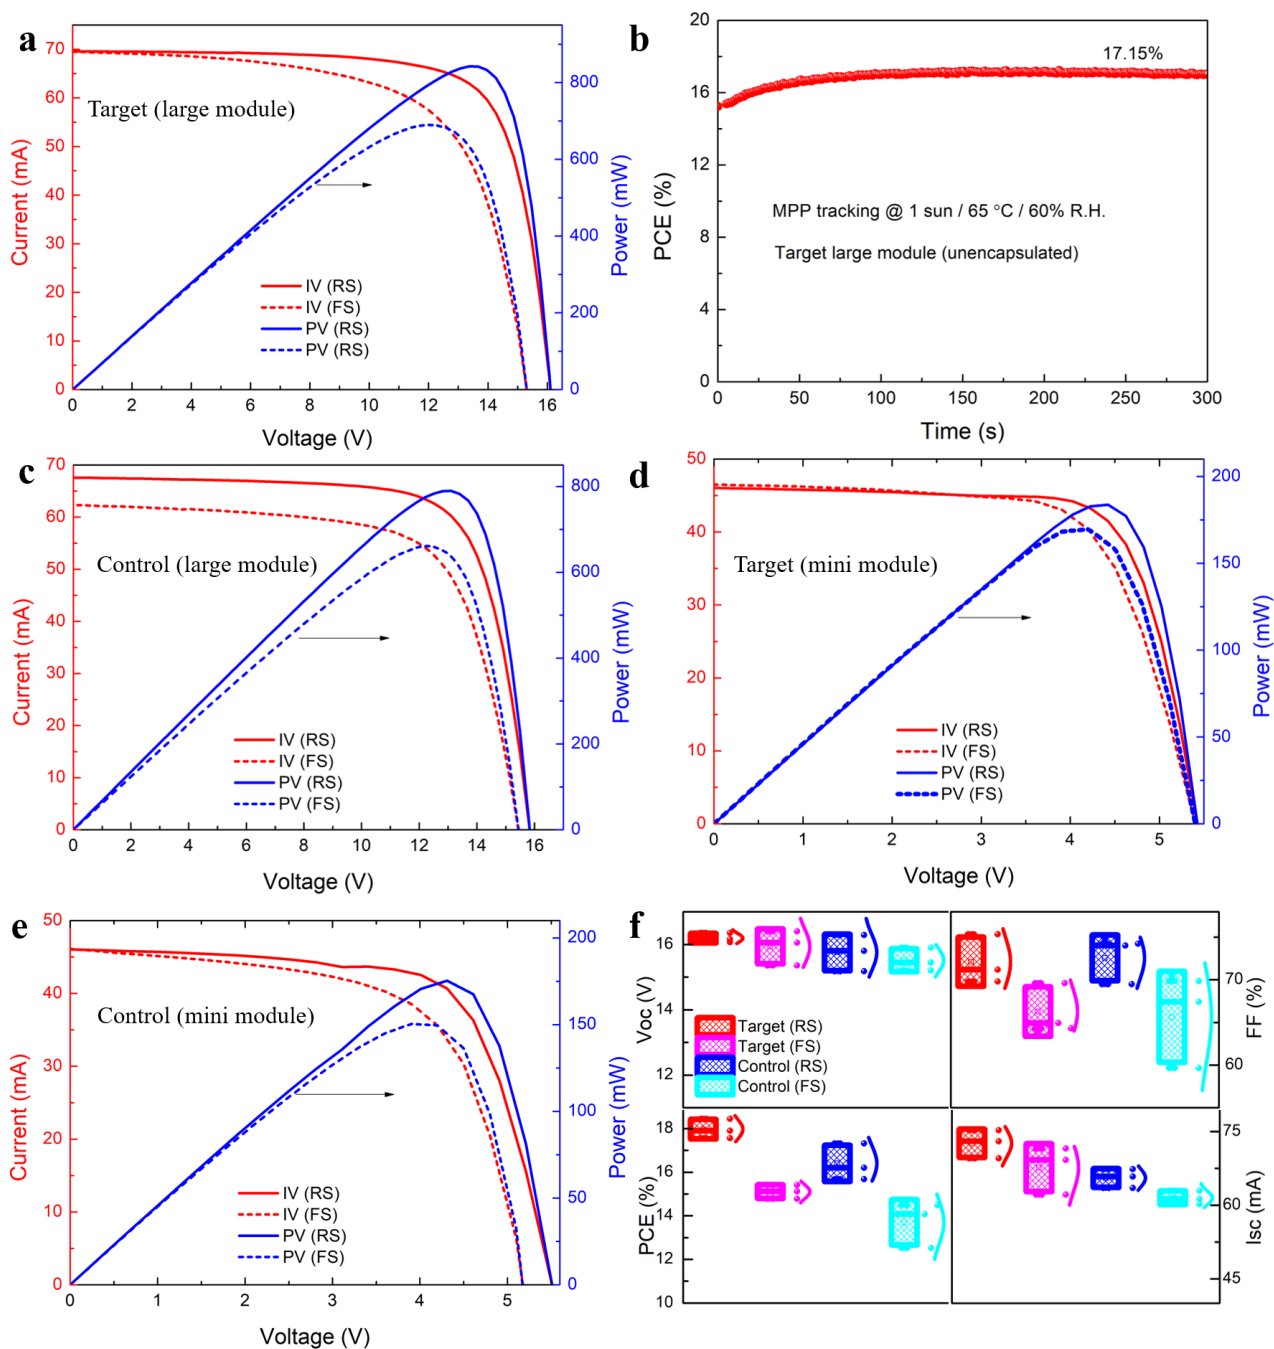 a
Target (large module)
Current (mA)
70
60
50
40
30
20
10
0
Power (mW)
800
600
400
200
0
IV (RS)
IV (FS)
PV (RS)
PV (RS)
0 2 4 6 8 10 12 14 16
Voltage (V)
b
PCE (%)
20
16
12
8
4
0
17.15%
MPP tracking @ 1 sun / 65 °C / 60% R.H.
Target large module (unencapsulated)
0 50 100 150 200 250 300
Time (s)
c
Control (large module)
Current (mA)
70
60
50
40
30
20
10
0
Power (mW)
800
600
400
200
0
IV (RS)
IV (FS)
PV (RS)
PV (FS)
0 2 4 6 8 10 12 14 16
Voltage (V)
d
Target (mini module)
Current (mA)
50
40
30
20
10
0
Power (mW)
200
150
100
50
0
IV (RS)
IV (FS)
PV (RS)
PV (FS)
0 1 2 3 4 5
Voltage (V)
e
Control (mini module)
Current (mA)
50
40
30
20
10
0
Power (mW)
200
150
100
50
0
IV (RS)
IV (FS)
PV (RS)
PV (FS)
0 1 2 3 4 5
Voltage (V)
f
Voc (V)
16
14
12
Target (RS)
Target (FS)
Control (RS)
Control (FS)
FF (%)
70
60
PCE (%)
18
16
14
12
10
Isc (mA)
75
60
45